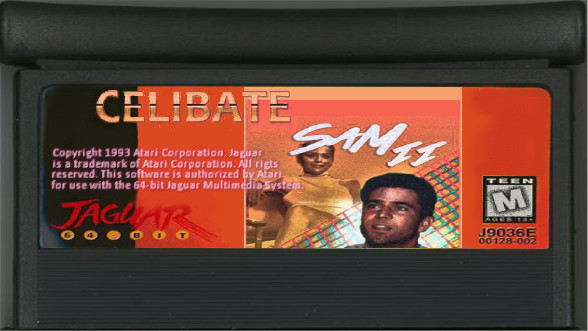 CELIBATE
SAM II
Copyright 1993 Atari Corporation. Jaguar
is a trademark of Atari Corporation. All rigts
reserved. This software is authorized by Atari
for use with the 64-bit Jaguar Multimedia System.
JAGUAR
64-BIT
TEEN
M
AGES 13+
J9036E
00128-002